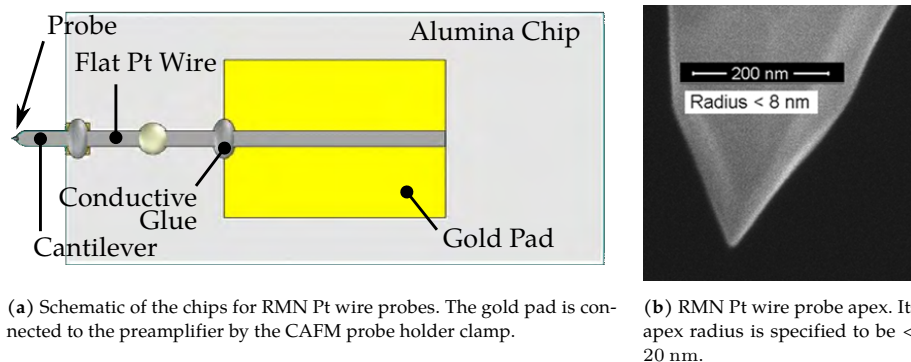 Probe
Alumina Chip
Flat Pt Wire
Conductive
Glue
Cantilever
Gold Pad
200 nm
Radius < 8 nm
(a) Schematic of the chips for RMN Pt wire probes. The gold pad is con-
nected to the preamplifier by the CAFM probe holder clamp.
(b) RMN Pt wire probe apex. It
apex radius is specified to be <
20 nm.